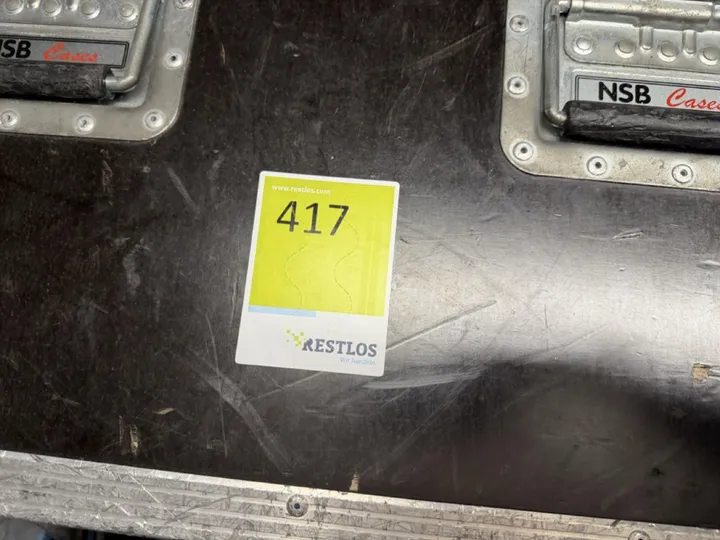 NSB Cases
NSB Cases
www.restlos.com
417
RESTLOS
Wir handeln